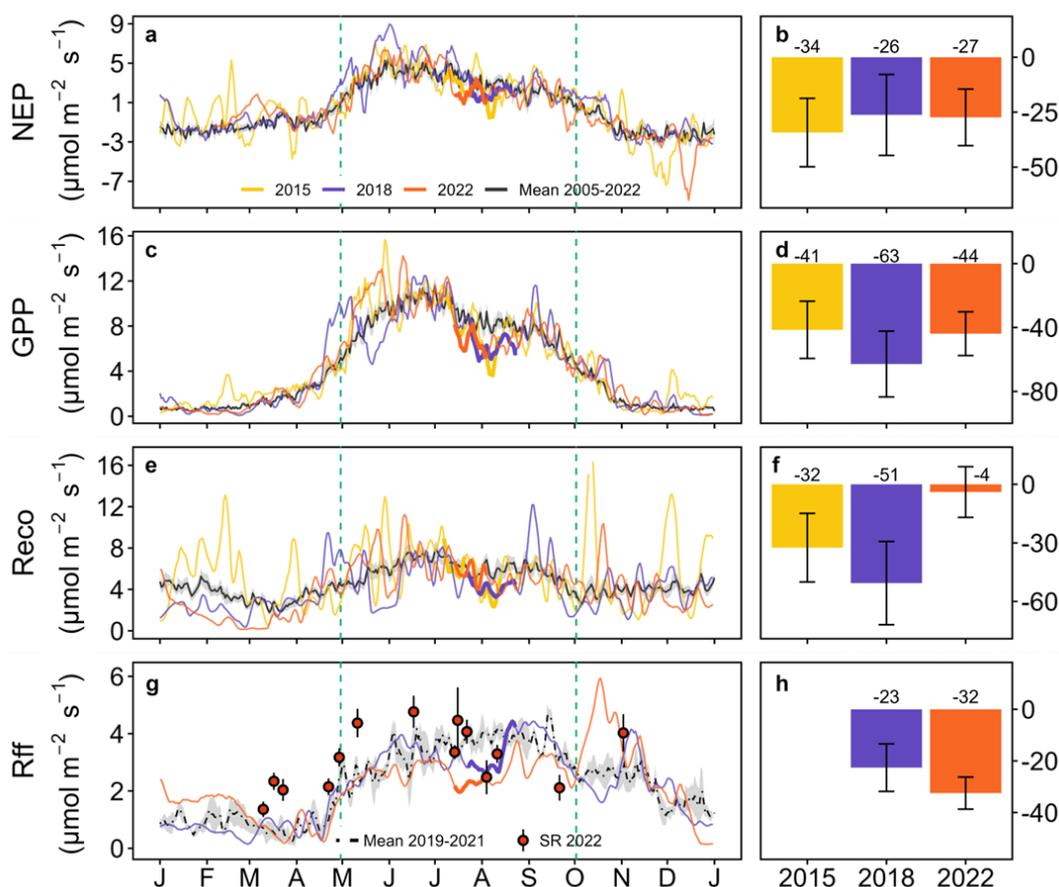 NEP
(μmol m⁻² s⁻¹)
9
5
1
-3
-7
a
2015
2018
2022
Mean 2005-2022
b
-34
-26
-27
0
-25
-50
GPP
(μmol m⁻² s⁻¹)
16
12
8
4
0
c
d
-41
-63
-44
0
-40
-80
Reco
(μmol m⁻² s⁻¹)
16
12
8
4
0
e
f
-32
-51
-4
0
-30
-60
Rff
(μmol m⁻² s⁻¹)
6
4
2
0
g
Mean 2019-2021
SR 2022
h
-23
-32
0
-20
-40
J F M A M J J A S O N D J
2015 2018 2022